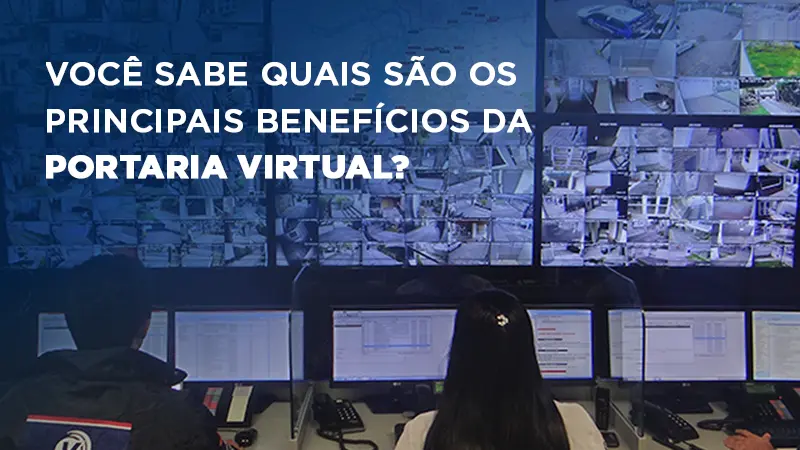 VOCÊ SABE QUAIS SÃO OS
PRINCIPAIS BENEFÍCIOS DA
PORTARIA VIRTUAL?